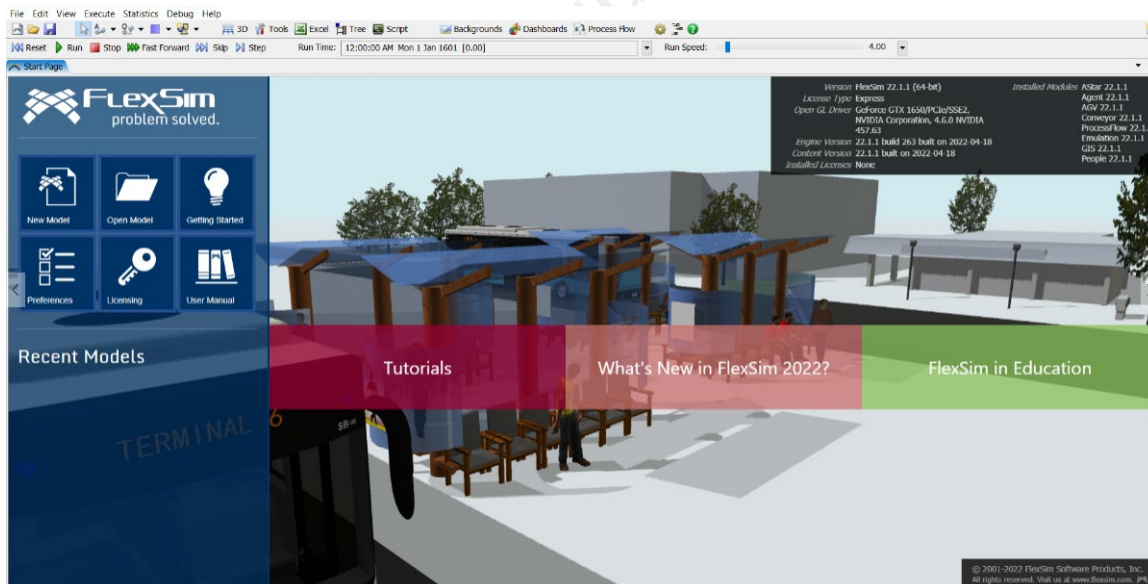 File Edit View Execute Statistics Debug Help
3D Tools Excel Tree Script Backgrounds Dashboards Process Flow
Reset Run Stop Fast Forward Skip Step Run Time: 12:00:00 AM Mon 1 Jan 1601 [0.00] Run Speed: 4.00
Start Page
FLEXSIM
problem solved.
New Model Open Model Getting Started
Preferences Licensing User Manual
Recent Models
Version FlexSim 22.1.1 (64-bit)
License Type Express
Open GL Driver GeForce GTX 1650/PCIe/SSE2,
NVIDIA Corporation, 4.6.0 NVIDIA
457.63
Engine Version 22.1.1 build 263 built on 2022-04-18
Content Version 22.1.1 built on 2022-04-18
Installed Licenses None
Installed Modules AStar 22.1.1
Agent 22.1.1
AGV 22.1.1
Conveyor 22.1.1
ProcessFlow 22.1.
Emulation 22.1.1
GIS 22.1.1
People 22.1.1
Tutorials
What's New in FlexSim 2022?
FlexSim in Education
TERMINAL 6
© 2001-2022 FlexSim Software Products, Inc.
All rights reserved. Visit us at www.flexsim.com